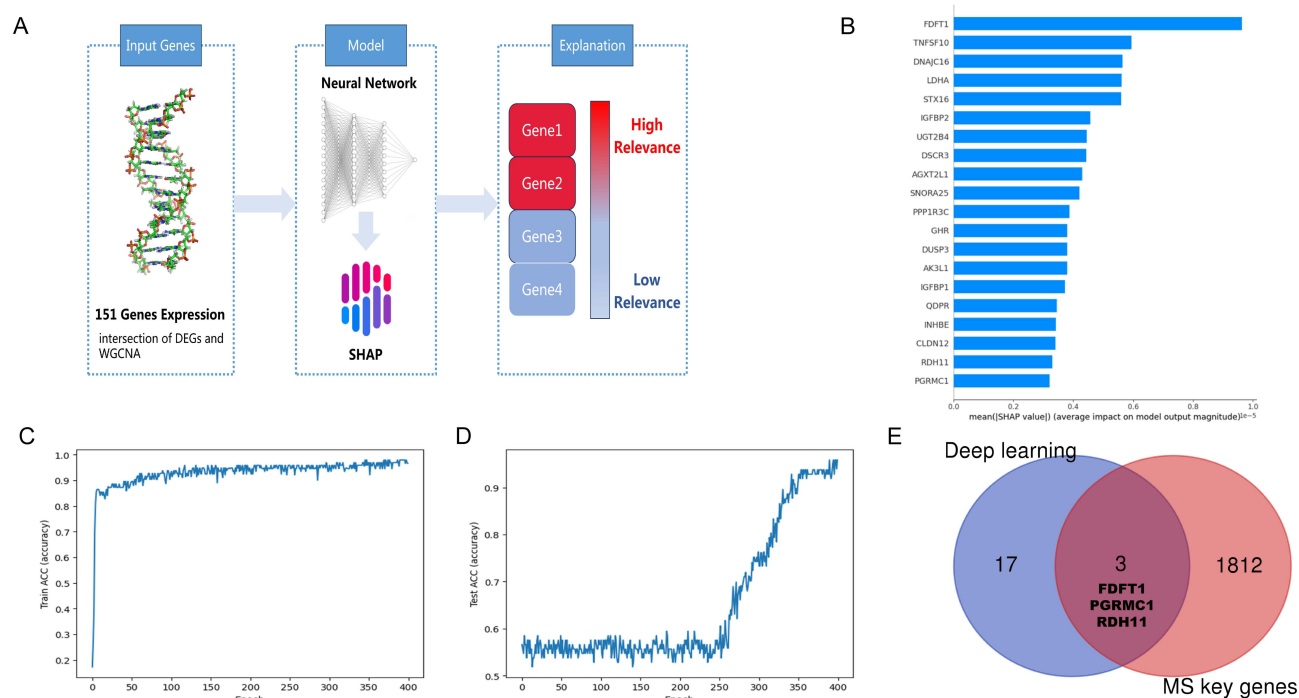 A
Input Genes
Model
Explanation
Neural Network
Gene1
Gene2
Gene3
Gene4
High
Relevance
Low
Relevance
151 Genes Expression
intersection of DEGs and
WGCNA
SHAP
B
FDFT1
TNFSF10
DNAJC16
LDHA
STX16
IGFBP2
UGT2B4
DSCR3
AGXT2L1
SNORA25
PPP1R3C
GHR
DUSP3
AK3L1
IGFBP1
QDPR
INHBE
CLDN12
RDH11
PGRMC1
0.0 0.2 0.4 0.6 0.8 1.0
mean(|SHAP value|) (average impact on model output magnitude) 1e-5
C
Train ACC (accuracy)
1.0
0.9
0.8
0.7
0.6
0.5
0.4
0.3
0.2
0 50 100 150 200 250 300 350 400
Epoch
D
Test ACC (accuracy)
0.9
0.8
0.7
0.6
0.5
0 50 100 150 200 250 300 350 400
Epoch
E
Deep learning
17
3
1812
FDFT1
PGRMC1
RDH11
MS key genes